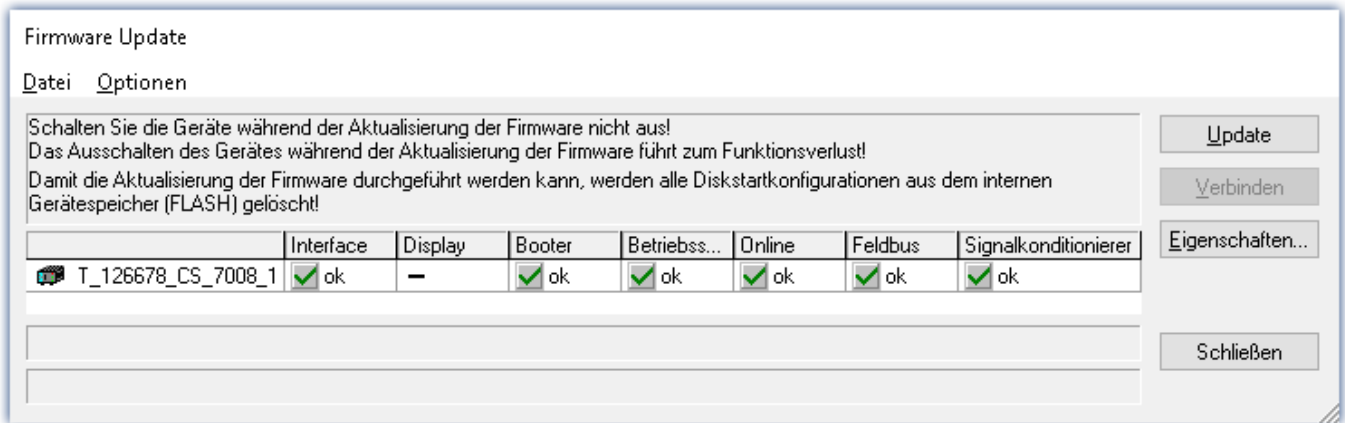 Firmware Update
Datei Optionen
Schalten Sie die Geräte während der Aktualisierung der Firmware nicht aus!
Das Ausschalten des Gerätes während der Aktualisierung der Firmware führt zum Funktionsverlust!
Damit die Aktualisierung der Firmware durchgeführt werden kann, werden alle Diskstartkonfigurationen aus dem internen
Gerätespeicher (FLASH) gelöscht!
Update
Verbinden
Eigenschaften...
Interface Display Booter Betriebss... Online Feldbus Signalkonditionierer
T_126678_CS_7008_1 ok – ok ok ok ok ok
Schließen